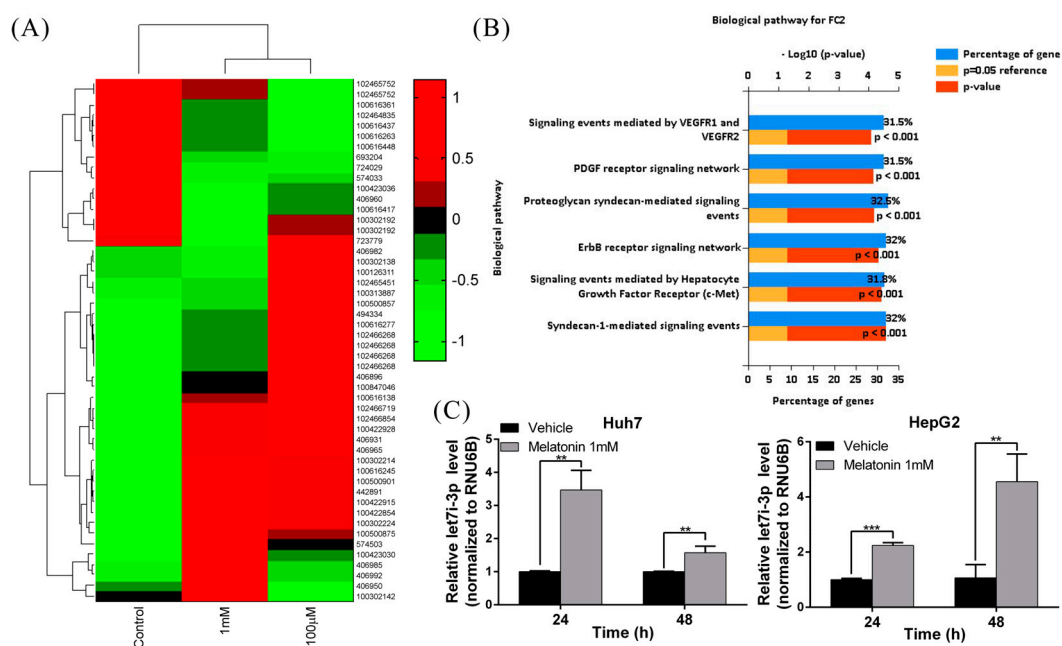 (A)
102465752
102465752
100616361
102464835
100616437
100616263
100616448
693204
724029
574033
100423036
406960
100616417
100302192
100302192
723779
406982
100302138
100126311
102465451
100313887
100500857
494334
100616277
102466268
102466268
102466268
102466268
406896
100847046
100616138
102466719
102466854
100422928
406931
406965
100302214
100616245
100500901
442891
100422915
100422854
100302224
100500875
574503
100423030
406985
406992
406950
100302142
Control
1mM
100µM
1
0.5
0
-0.5
-1
(B)
Biological pathway for FC2
- Log10 (p-value)
0 1 2 3 4 5
Percentage of gene
p=0.05 reference
p-value
Biological pathway
Signaling events mediated by VEGFR1 and
VEGFR2
31.5%
p < 0.001
PDGF receptor signaling network
31.5%
p < 0.001
Proteoglycan syndecan-mediated signaling
events
32.5%
p < 0.001
ErbB receptor signaling network
32%
p < 0.001
Signaling events mediated by Hepatocyte
Growth Factor Receptor (c-Met)
31.8%
p < 0.001
Syndecan-1-mediated signaling events
32%
p < 0.001
0 5 10 15 20 25 30 35
Percentage of genes
(C)
Huh7
Vehicle
Melatonin 1mM
Relative let7i-3p level
(normalized to RNU6B)
5
4
3
2
1
0
**
**
24 48
Time (h)
HepG2
Vehicle
Melatonin 1mM
Relative let7i-3p level
(normalized to RNU6B)
6
4
2
0
***
**
24 48
Time (h)